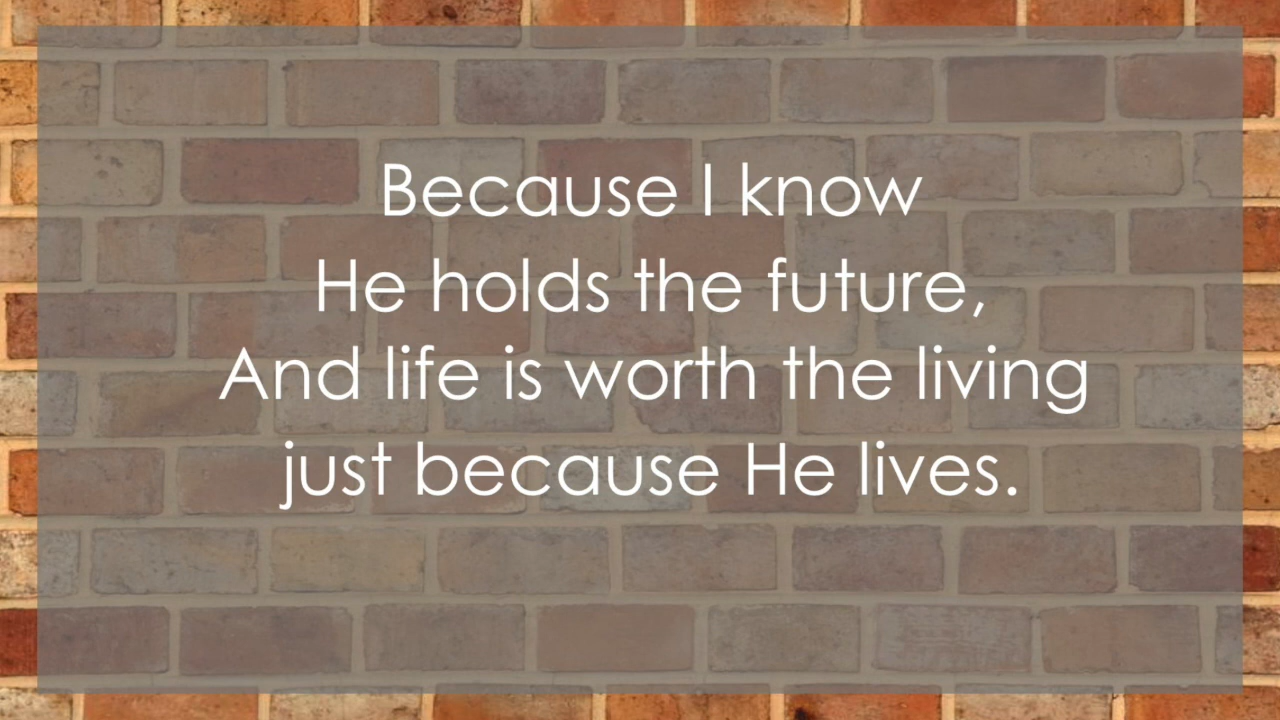 Because I know
He holds the future,
And life is worth the living
just because He lives.